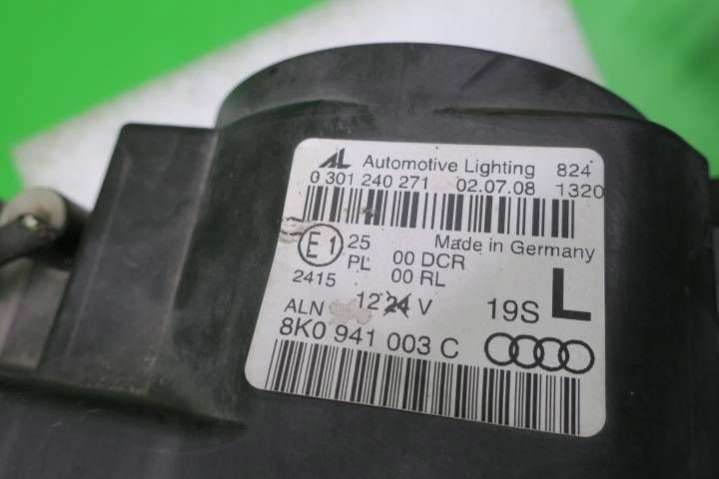 AL Automotive Lighting 824
0 301 240 271 02.07.08 1320
E1 25 Made in Germany
PL 00 DCR
2415 00 RL
ALN 12 24 V 19S L
8K0 941 003 C